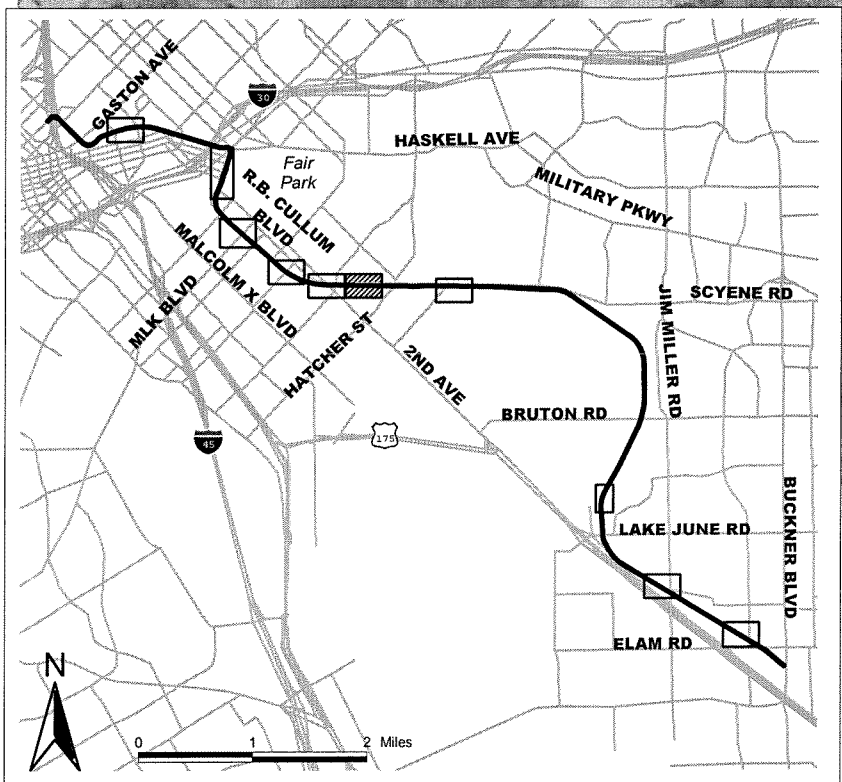 GASTON AVE
30
HASKELL AVE
Fair
Park
R.B. CULLUM
BLVD
MILITARY PKWY
MALCOLM X BLVD
MLK BLVD
SCYENE RD
JIM MILLER RD
HATCHER ST
2ND AVE
BRUTON RD
175
45
BUCKNER BLVD
LAKE JUNE RD
ELAM RD
N
0 1 2 Miles